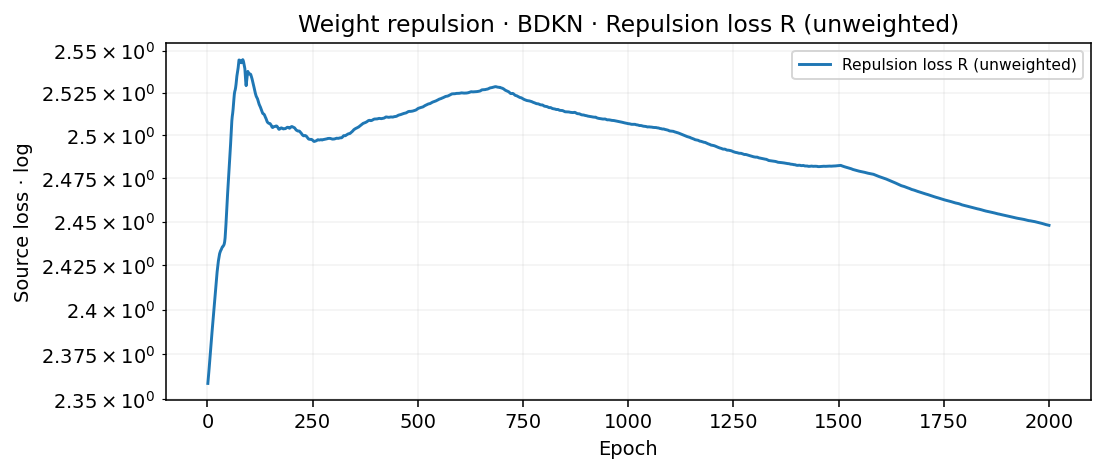 Weight repulsion · BDKN · Repulsion loss R (unweighted)
Repulsion loss R (unweighted)
Source loss · log
2.55 × 10⁰
2.525 × 10⁰
2.5 × 10⁰
2.475 × 10⁰
2.45 × 10⁰
2.425 × 10⁰
2.4 × 10⁰
2.375 × 10⁰
2.35 × 10⁰
0 250 500 750 1000 1250 1500 1750 2000
Epoch